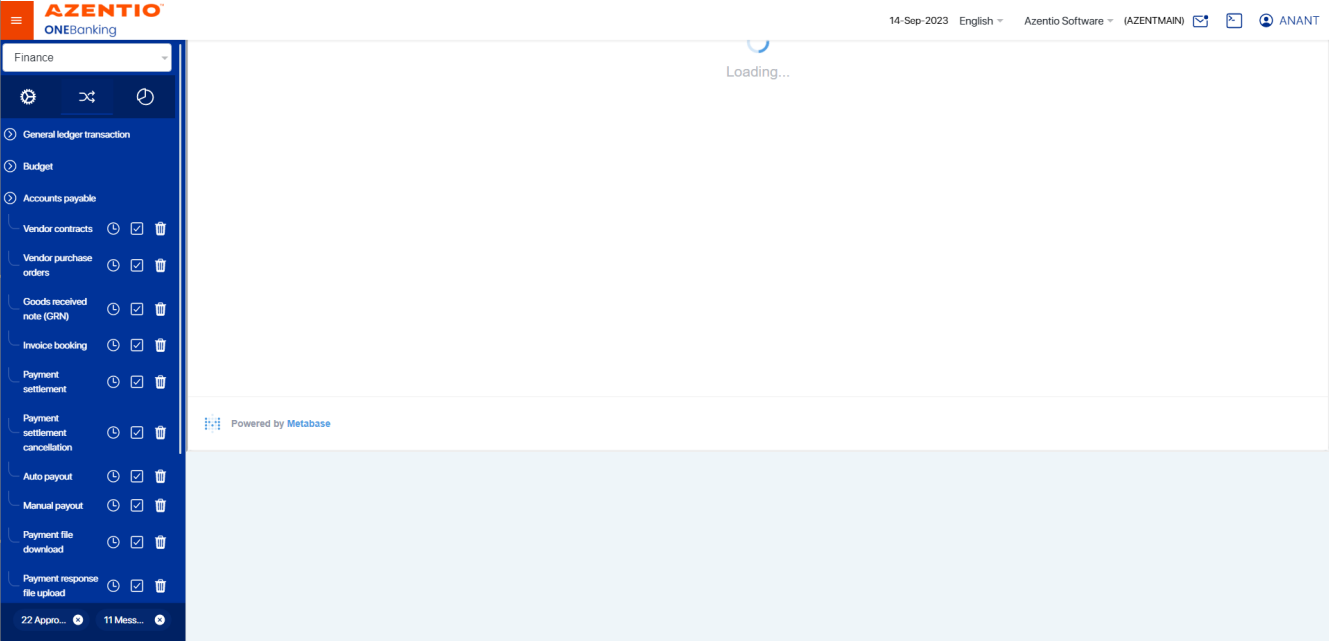 AZENTIO
ONEBanking
14-Sep-2023 English Azentio Software (AZENTMAIN) ANANT
Finance
Loading...
General ledger transaction
Budget
Accounts payable
Vendor contracts
Vendor purchase
orders
Goods received
note (GRN)
Invoice booking
Payment
settlement
Payment
settlement
cancellation
Auto payout
Manual payout
Payment file
download
Payment response
file upload
22 Appro... 11 Mess...
Powered by Metabase